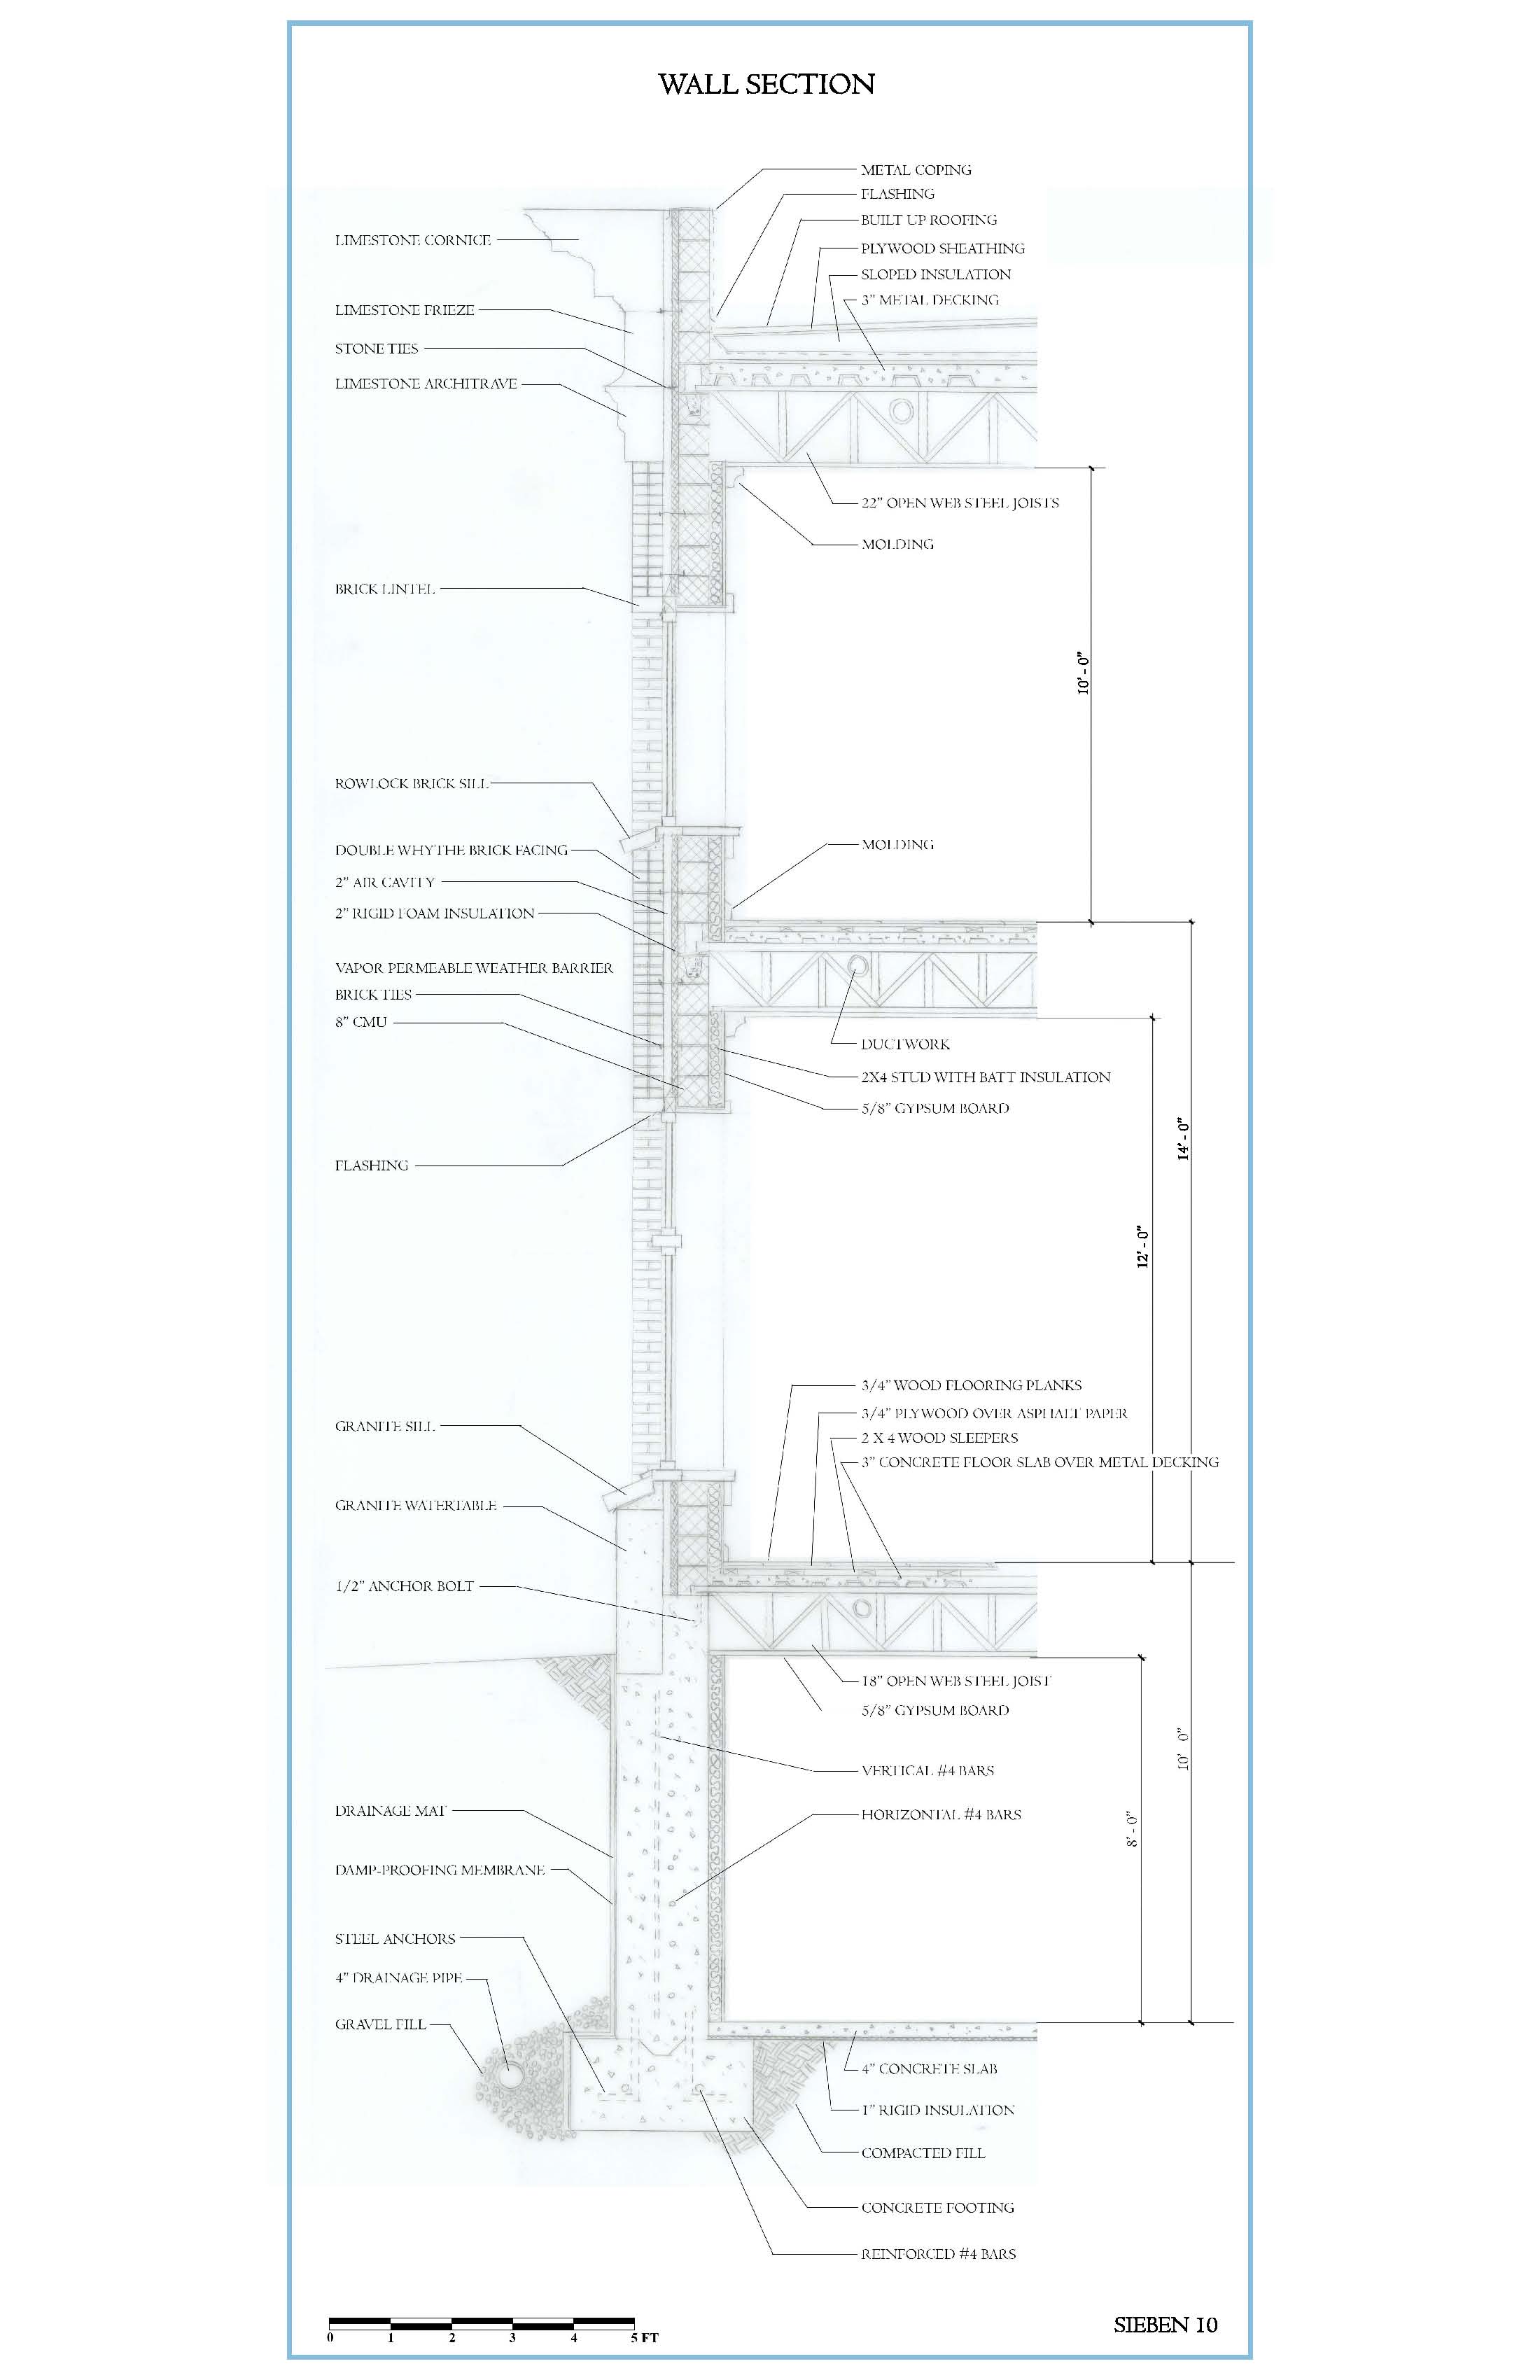 WALL SECTION
METAL COPING
FLASHING
BUILT UP ROOFING
LIMESTONE CORNICE
PLYWOOD SHEATHING
SLOPED INSULATION
3" METAL DECKING
LIMESTONE FRIEZE
STONE TIES
LIMESTONE ARCHITRAVE
22" OPEN WEB STEEL JOISTS
MOLDING
BRICK LINTEL
10' - 0"
ROWLOCK BRICK SILL
MOLDING
DOUBLE WHYTHE BRICK FACING
2" AIR CAVITY
2" RIGID FOAM INSULATION
VAPOR PERMEABLE WEATHER BARRIER
BRICK TIES
8" CMU
DUCTWORK
2X4 STUD WITH BATT INSULATION
5/8" GYPSUM BOARD
14' - 0"
FLASHING
12' - 0"
3/4" WOOD FLOORING PLANKS
3/4" PLYWOOD OVER ASPHALT PAPER
GRANITE SILL
2 X 4 WOOD SLEEPERS
3" CONCRETE FLOOR SLAB OVER METAL DECKING
GRANITE WATERTABLE
1/2" ANCHOR BOLT
18" OPEN WEB STEEL JOIST
5/8" GYPSUM BOARD
10' 0"
VERTICAL #4 BARS
DRAINAGE MAT
HORIZONTAL #4 BARS
8' - 0"
DAMP-PROOFING MEMBRANE
STEEL ANCHORS
4" DRAINAGE PIPE
GRAVEL FILL
4" CONCRETE SLAB
1" RIGID INSULATION
COMPACTED FILL
CONCRETE FOOTING
REINFORCED #4 BARS
0 1 2 3 4 5 FT
SIEBEN 10